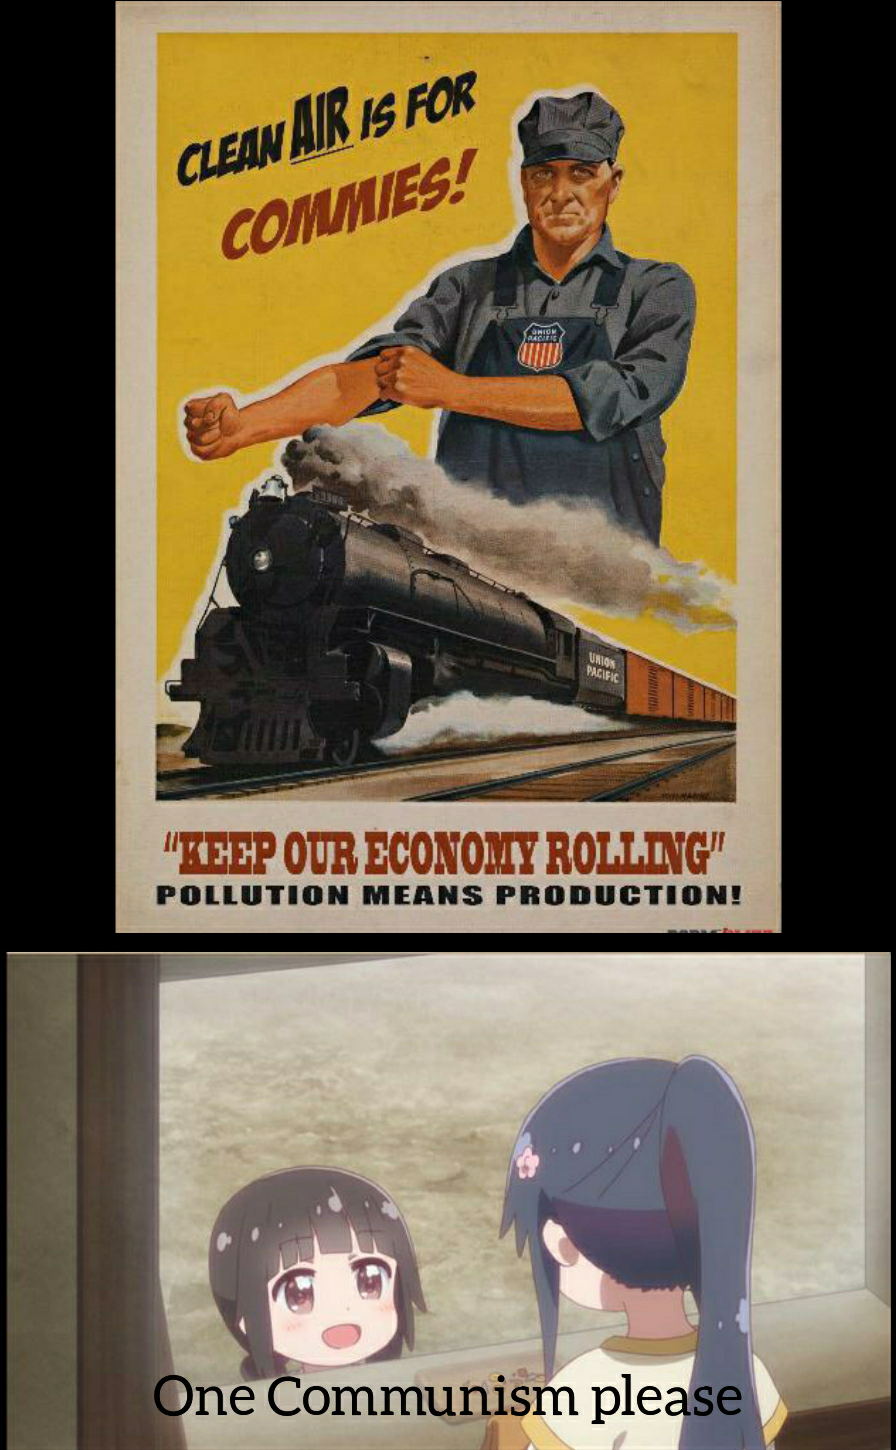 CLEAN AIR IS FOR
COMMIES!
UNION
PACIFIC
UNION
PACIFIC
"KEEP OUR ECONOMY ROLLING"
POLLUTION MEANS PRODUCTION!
One Communism please